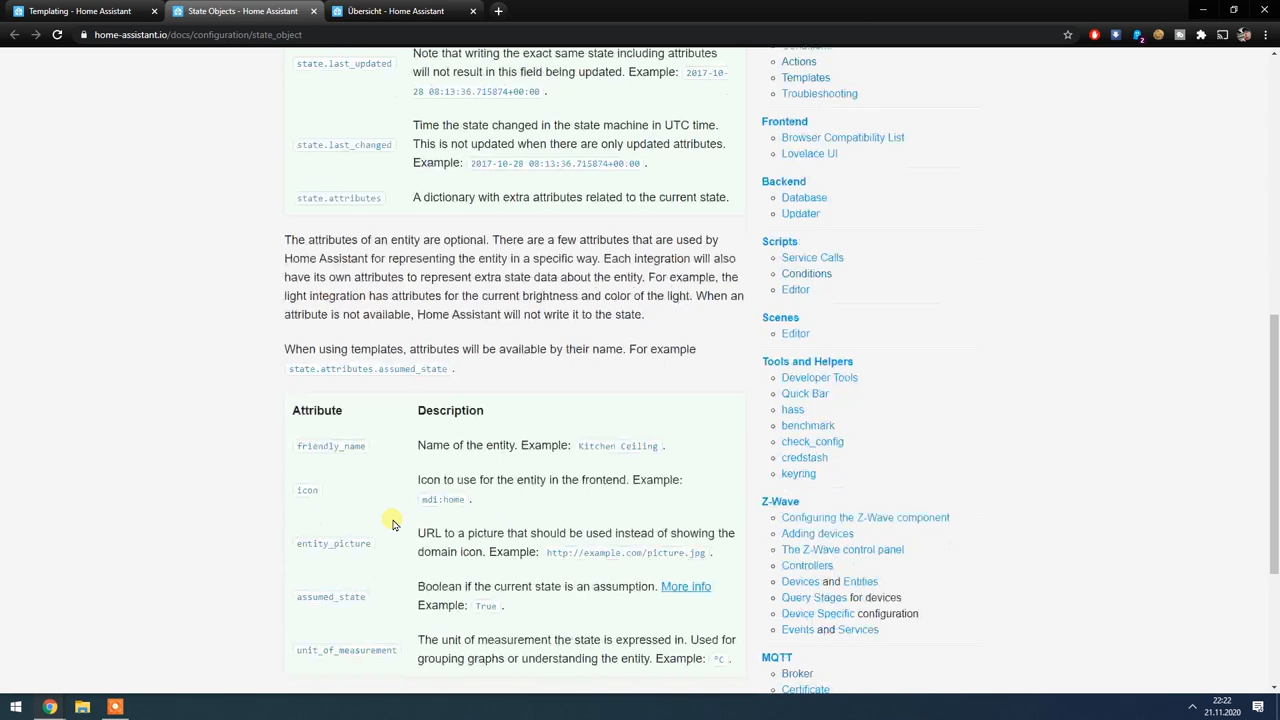 Templating - Home Assistant
State Objects - Home Assistant
Übersicht - Home Assistant
home-assistant.io/docs/configuration/state_object
state.last_updated
Note that writing the exact same state including attributes
will not result in this field being updated. Example: 2017-10-
28 08:13:36.715874+00:00 .
state.last_changed
Time the state changed in the state machine in UTC time.
This is not updated when there are only updated attributes.
Example: 2017-10-28 08:13:36.715874+00:00 .
state.attributes
A dictionary with extra attributes related to the current state.
The attributes of an entity are optional. There are a few attributes that are used by
Home Assistant for representing the entity in a specific way. Each integration will also
have its own attributes to represent extra state data about the entity. For example, the
light integration has attributes for the current brightness and color of the light. When an
attribute is not available, Home Assistant will not write it to the state.
When using templates, attributes will be available by their name. For example
state.attributes.assumed_state .
Attribute
Description
friendly_name
Name of the entity. Example: Kitchen Ceiling .
icon
Icon to use for the entity in the frontend. Example:
mdi:home .
entity_picture
URL to a picture that should be used instead of showing the
domain icon. Example: http://example.com/picture.jpg .
assumed_state
Boolean if the current state is an assumption. More info
Example: True .
unit_of_measurement
The unit of measurement the state is expressed in. Used for
grouping graphs or understanding the entity. Example: °C .
Actions
Templates
Troubleshooting
Frontend
Browser Compatibility List
Lovelace UI
Backend
Database
Updater
Scripts
Service Calls
Conditions
Editor
Scenes
Editor
Tools and Helpers
Developer Tools
Quick Bar
hass
benchmark
check_config
credstash
keyring
Z-Wave
Configuring the Z-Wave component
Adding devices
The Z-Wave control panel
Controllers
Devices and Entities
Query Stages for devices
Device Specific configuration
Events and Services
MQTT
Broker
Certificate
22:22
21.11.2020